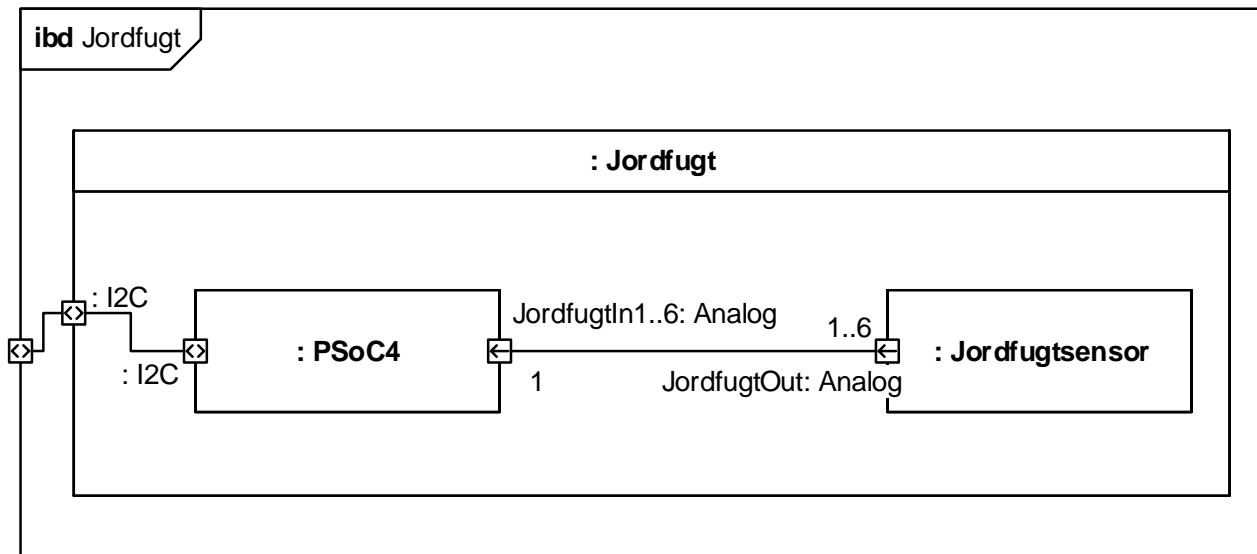 ibd Jordfugt
: Jordfugt
: I2C
JordfugtIn1..6: Analog
1..6
: PSoC4
: Jordfugtsensor
: I2C
1
JordfugtOut: Analog